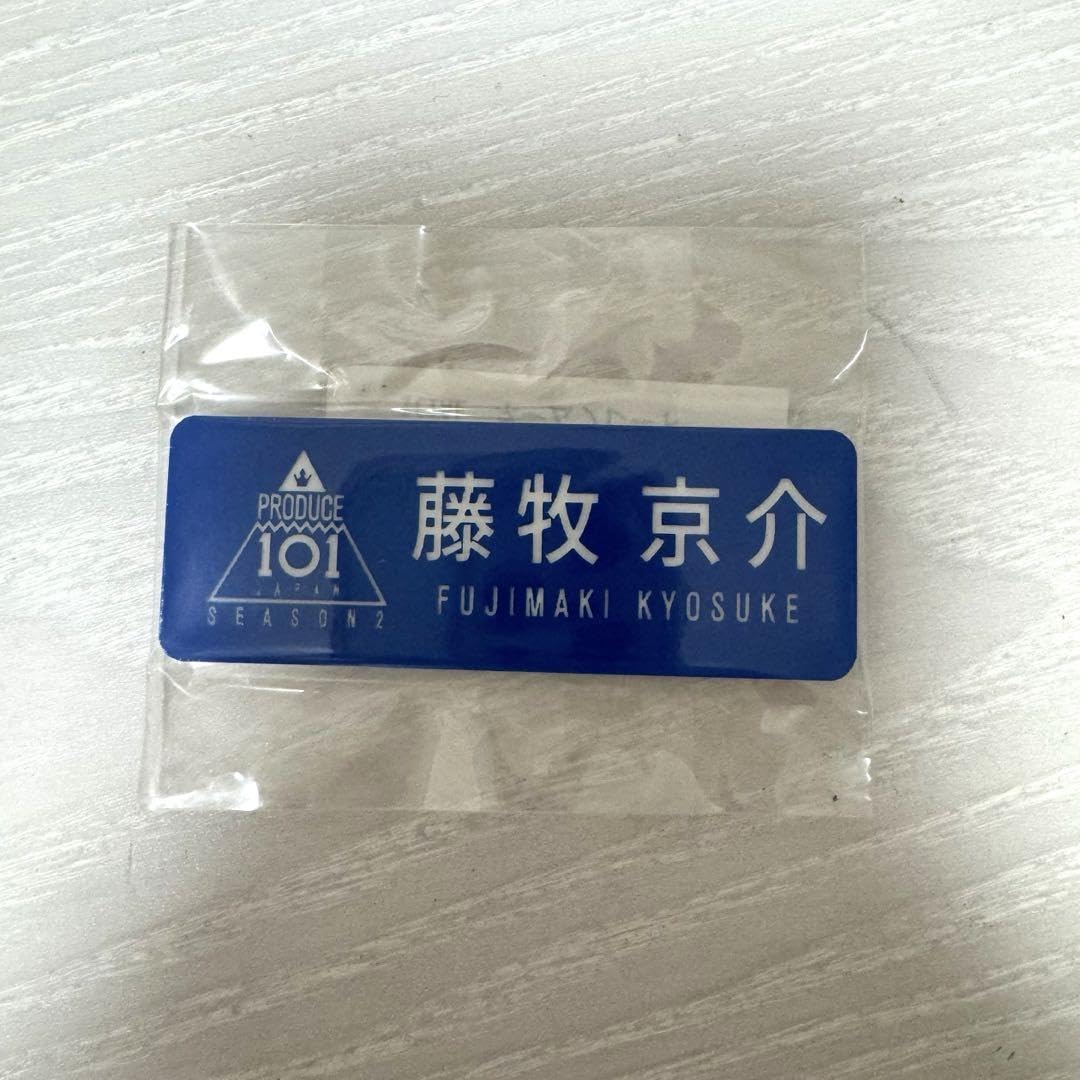 PRODUCE
101
JAPAN
SEASON2
藤牧 京介
FUJIMAKI KYOSUKE